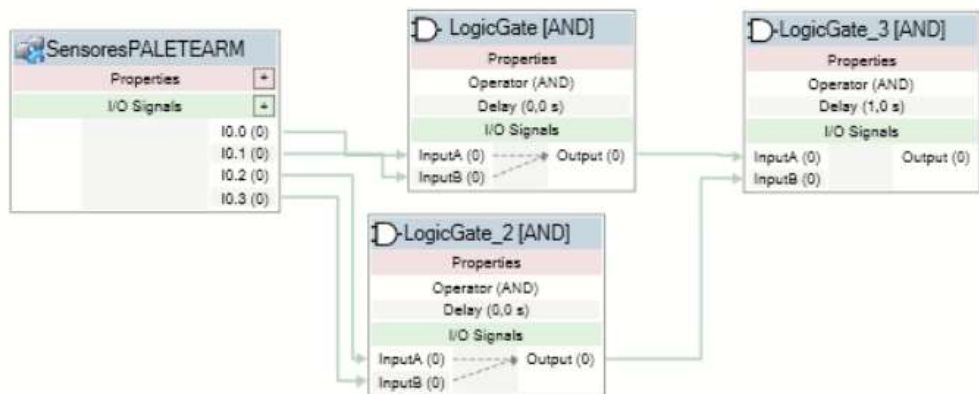 SensoresPALETEARM
Properties +
I/O Signals +
I0.0 (0)
I0.1 (0)
I0.2 (0)
I0.3 (0)
LogicGate [AND]
Properties
Operator (AND)
Delay (0,0 s)
I/O Signals
InputA (0) Output (0)
InputB (0)
LogicGate_2 [AND]
Properties
Operator (AND)
Delay (0,0 s)
I/O Signals
InputA (0) Output (0)
InputB (0)
LogicGate_3 [AND]
Properties
Operator (AND)
Delay (1,0 s)
I/O Signals
InputA (0) Output (0)
InputB (0)